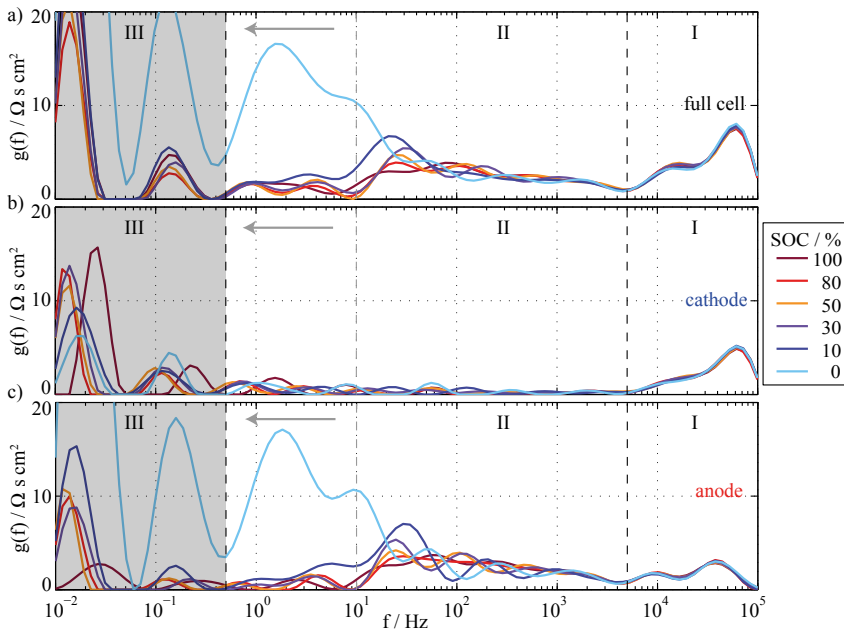 a)
20
10
0
g(f) / Ω s cm²
III
II
I
full cell
b)
20
10
0
g(f) / Ω s cm²
III
II
I
cathode
c)
20
10
0
g(f) / Ω s cm²
III
II
I
anode
10⁻² 10⁻¹ 10⁰ 10¹ 10² 10³ 10⁴ 10⁵
f / Hz
SOC / %
100
80
50
30
10
0